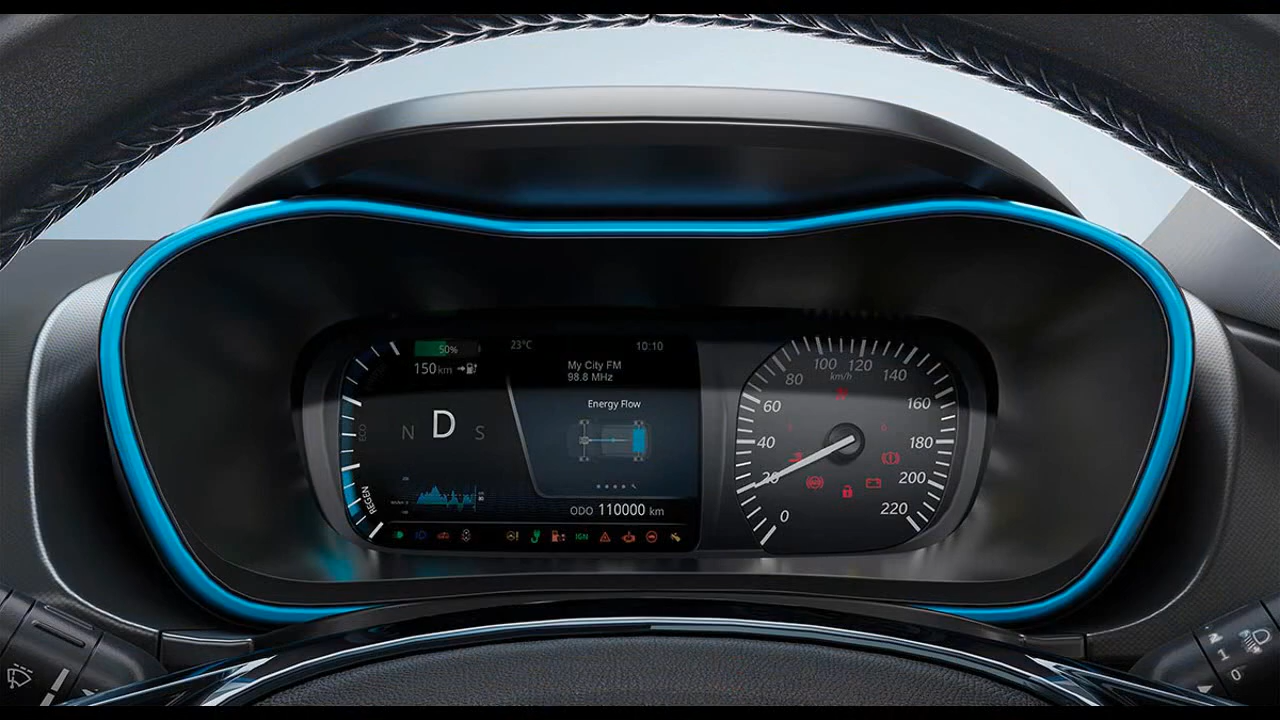 50%
23°C
10:10
150km
My City FM
98.8 MHz
Energy Flow
ECO
N D S
REGEN
ODO 110000 km
IGN
0
20
40
60
80
100
120
140
160
180
200
220
km/h